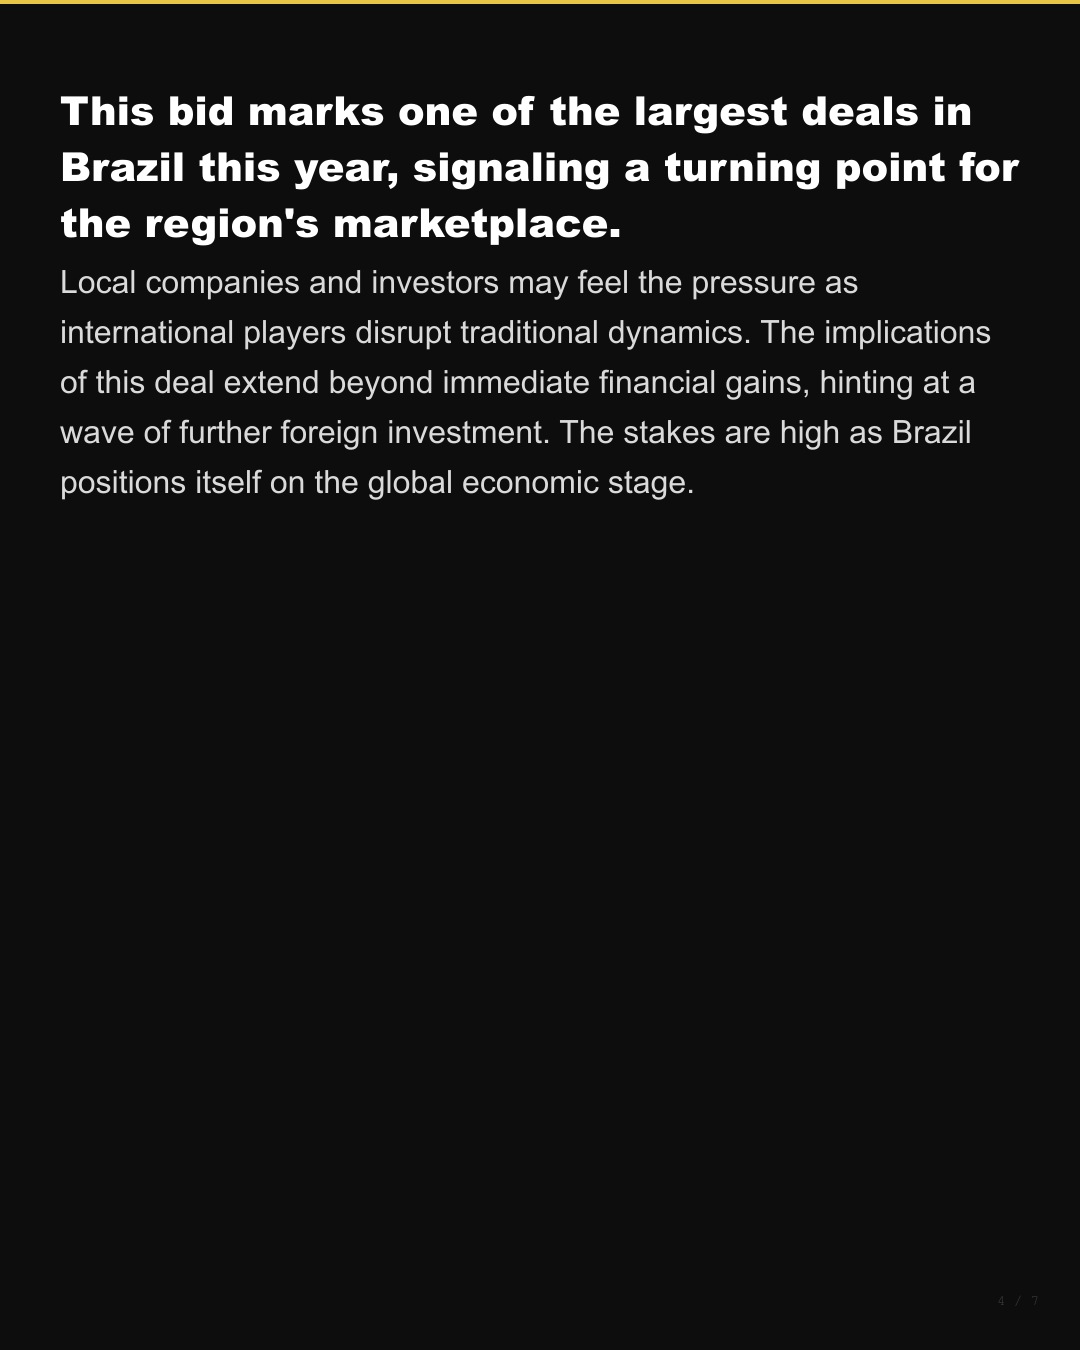 This bid marks one of the largest deals in
Brazil this year, signaling a turning point for
the region's marketplace.
Local companies and investors may feel the pressure as
international players disrupt traditional dynamics. The implications
of this deal extend beyond immediate financial gains, hinting at a
wave of further foreign investment. The stakes are high as Brazil
positions itself on the global economic stage.
4 / 7